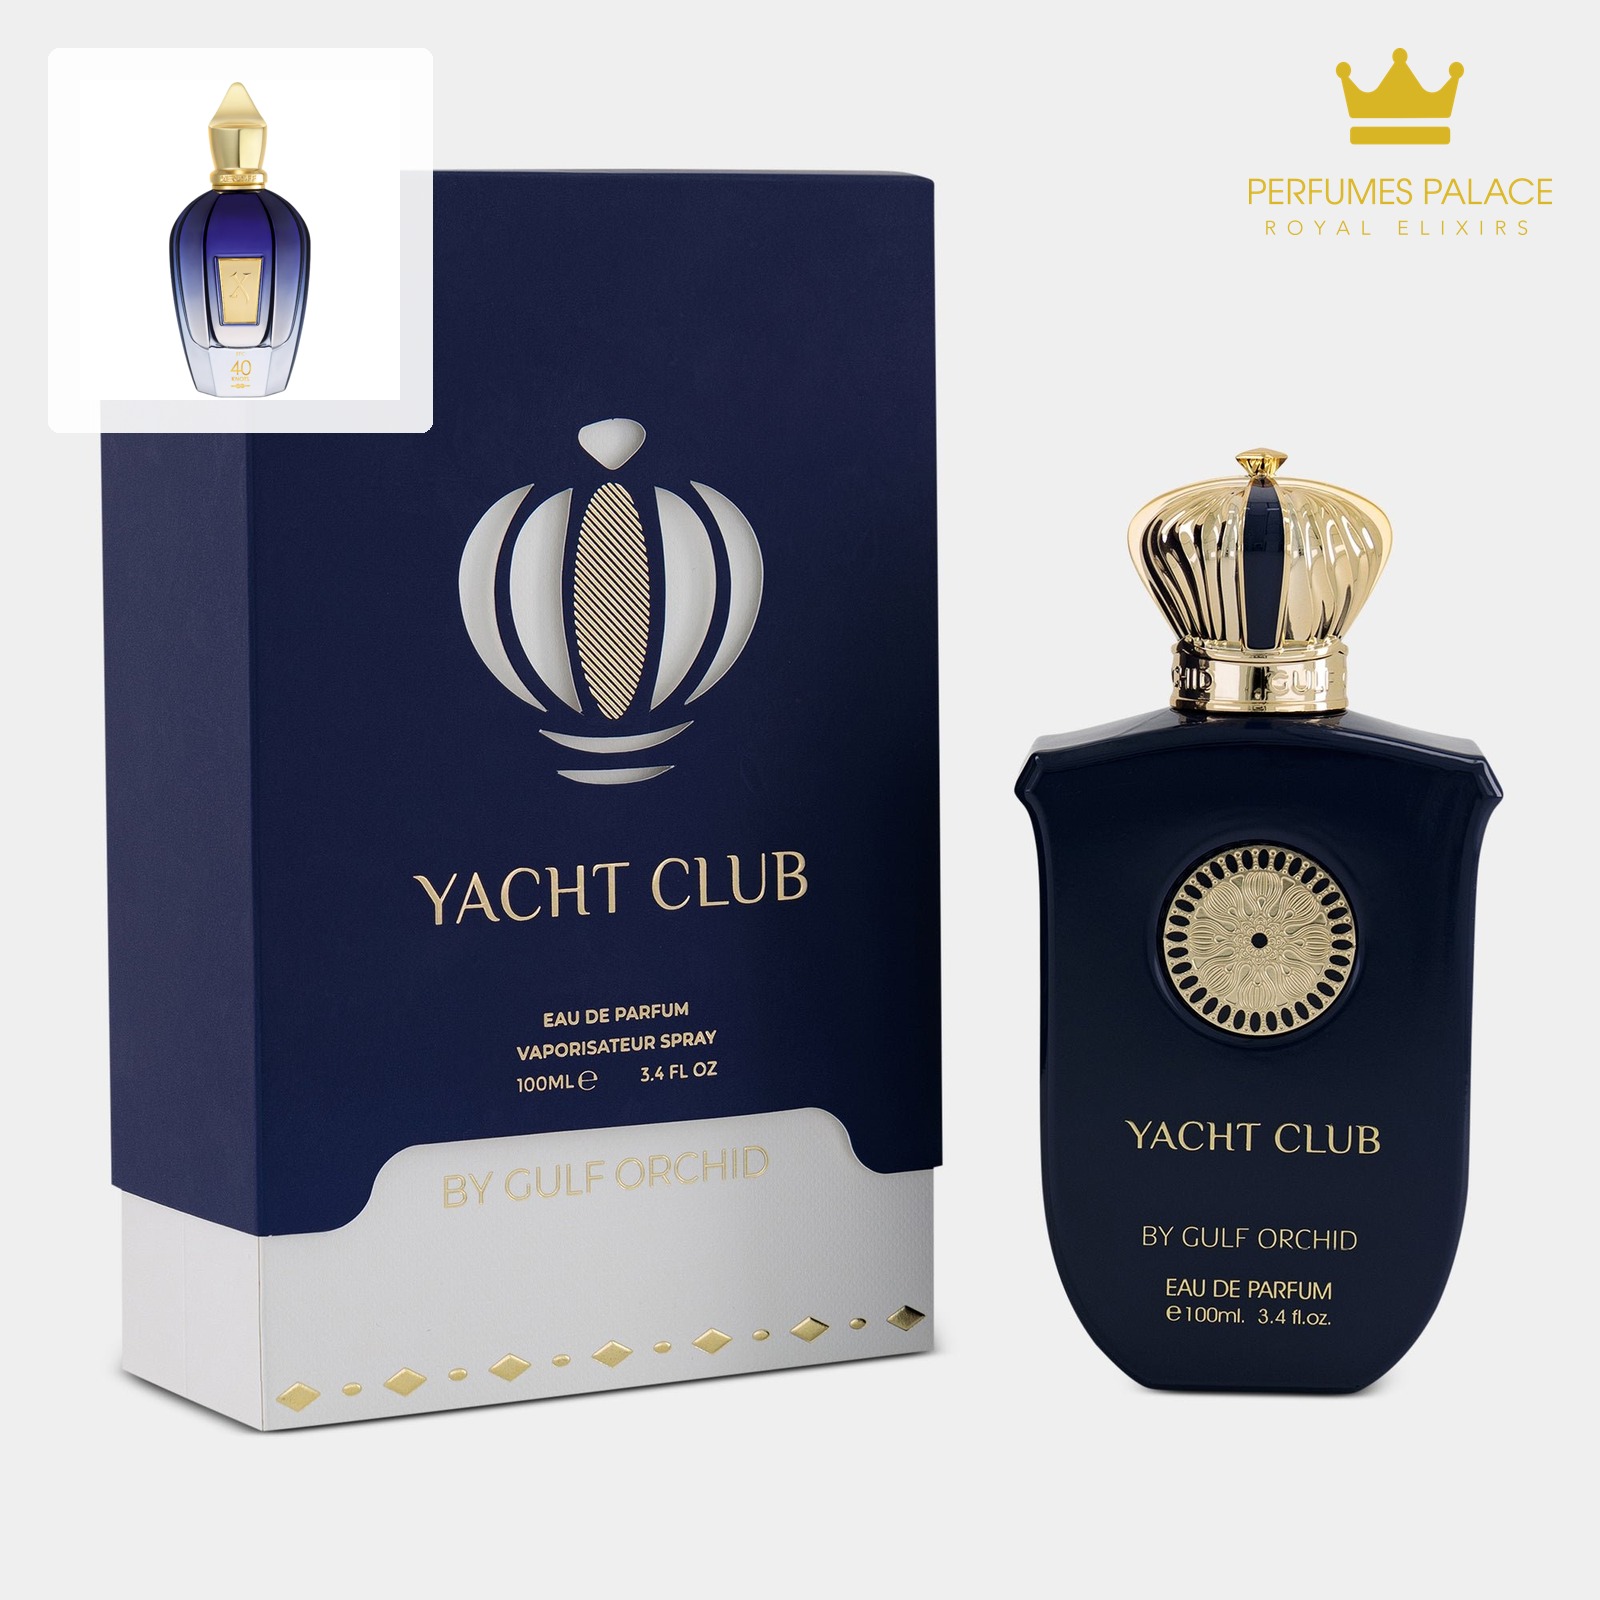 40
KNOTS
PERFUMES PALACE
ROYAL ELIXIRS
YACHT CLUB
EAU DE PARFUM
VAPORISATEUR SPRAY
100ML e 3.4 FL OZ
BY GULF ORCHID
GULF
YACHT CLUB
BY GULF ORCHID
EAU DE PARFUM
e 100ml. 3.4 fl.oz.